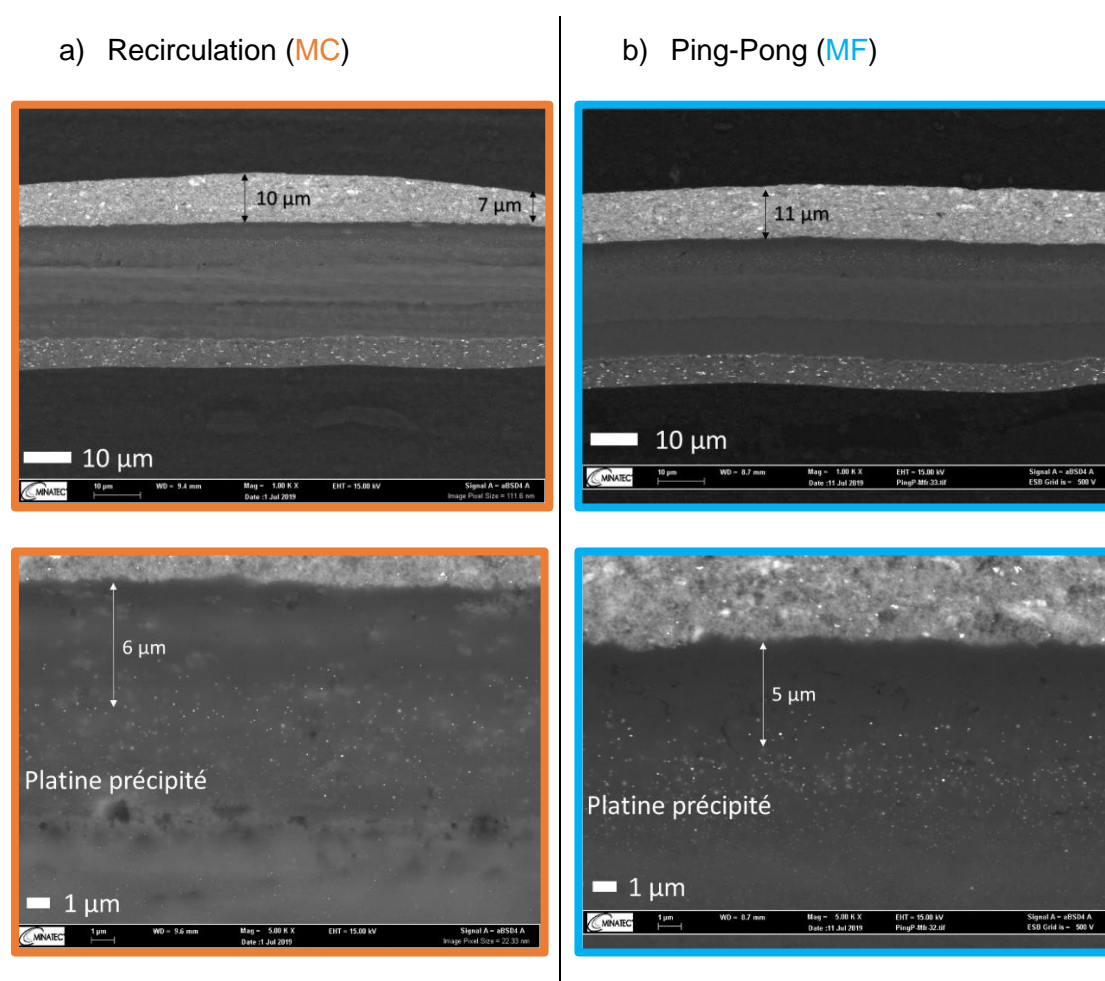 a) Recirculation (MC)
10 µm
7 µm
10 µm
MINATEC
10 µm
WD = 9.4 mm
Mag = 1.00 K X
EHT = 15.00 kV
Signal A = aBSD4 A
Date :1 Jul 2019
Image Pixel Size = 111.6 nm
6 µm
Platine précipité
1 µm
MINATEC
1 µm
WD = 9.6 mm
Mag = 5.00 K X
EHT = 15.00 kV
Signal A = aBSD4 A
Date :1 Jul 2019
Image Pixel Size = 22.33 nm
b) Ping-Pong (MF)
11 µm
10 µm
MINATEC
10 µm
WD = 8.7 mm
Mag = 1.00 K X
EHT = 15.00 kV
Signal A = aBSD4 A
Date :11 Jul 2019
PingP-Mfr-33.tif
ESB Grid is = 500 V
5 µm
Platine précipité
1 µm
MINATEC
1 µm
WD = 8.7 mm
Mag = 5.00 K X
EHT = 15.00 kV
Signal A = aBSD4 A
Date :11 Jul 2019
PingP-Mfr-32.tif
ESB Grid is = 500 V